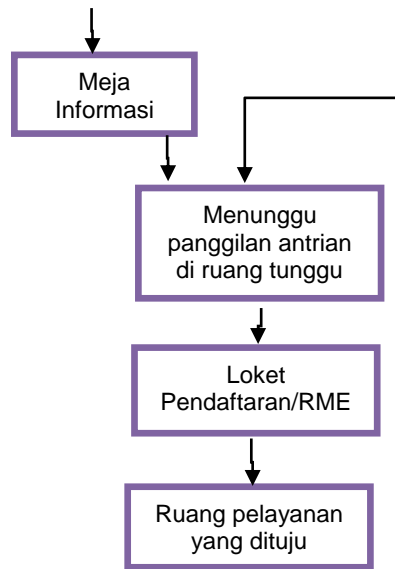 Meja
Informasi
Menunggu
panggilan antrian
di ruang tunggu
Loket
Pendaftaran/RME
Ruang pelayanan
yang dituju